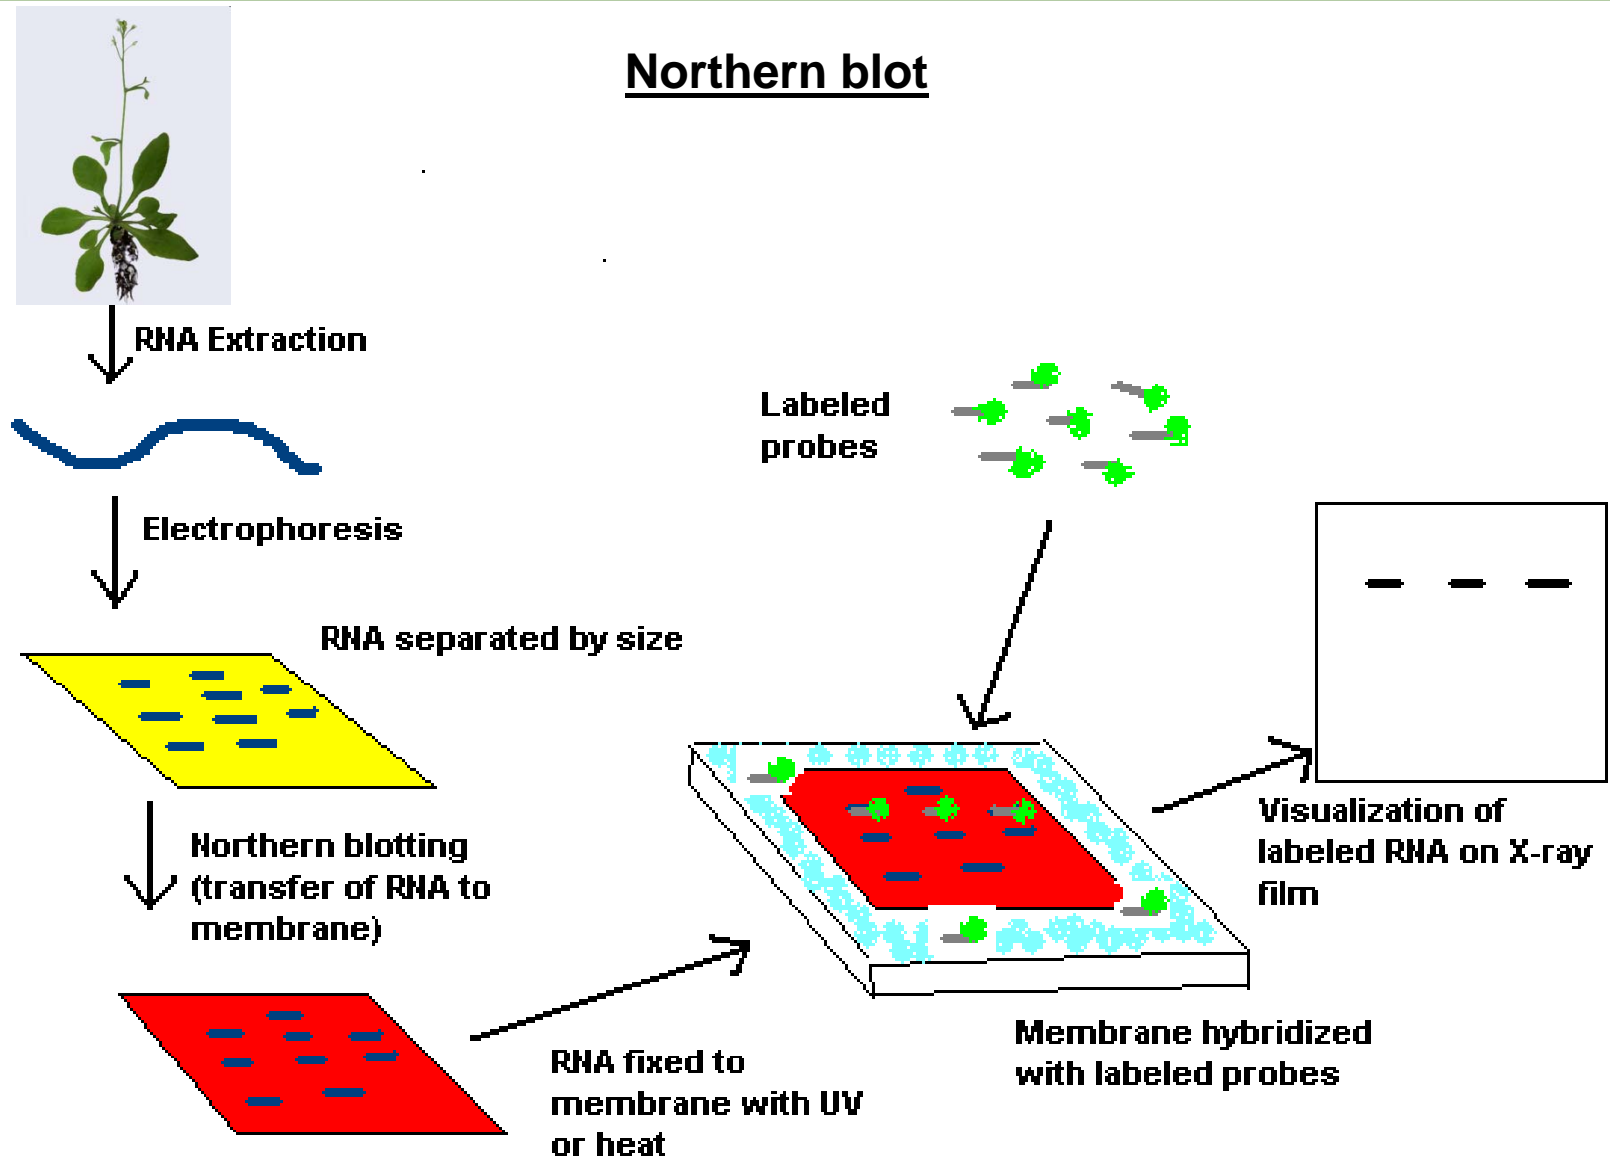 Northern blot
RNA Extraction
Labeled
probes
Electrophoresis
RNA separated by size
Northern blotting
(transfer of RNA to
membrane)
Visualization of
labeled RNA on X-ray
film
RNA fixed to
membrane with UV
or heat
Membrane hybridized
with labeled probes